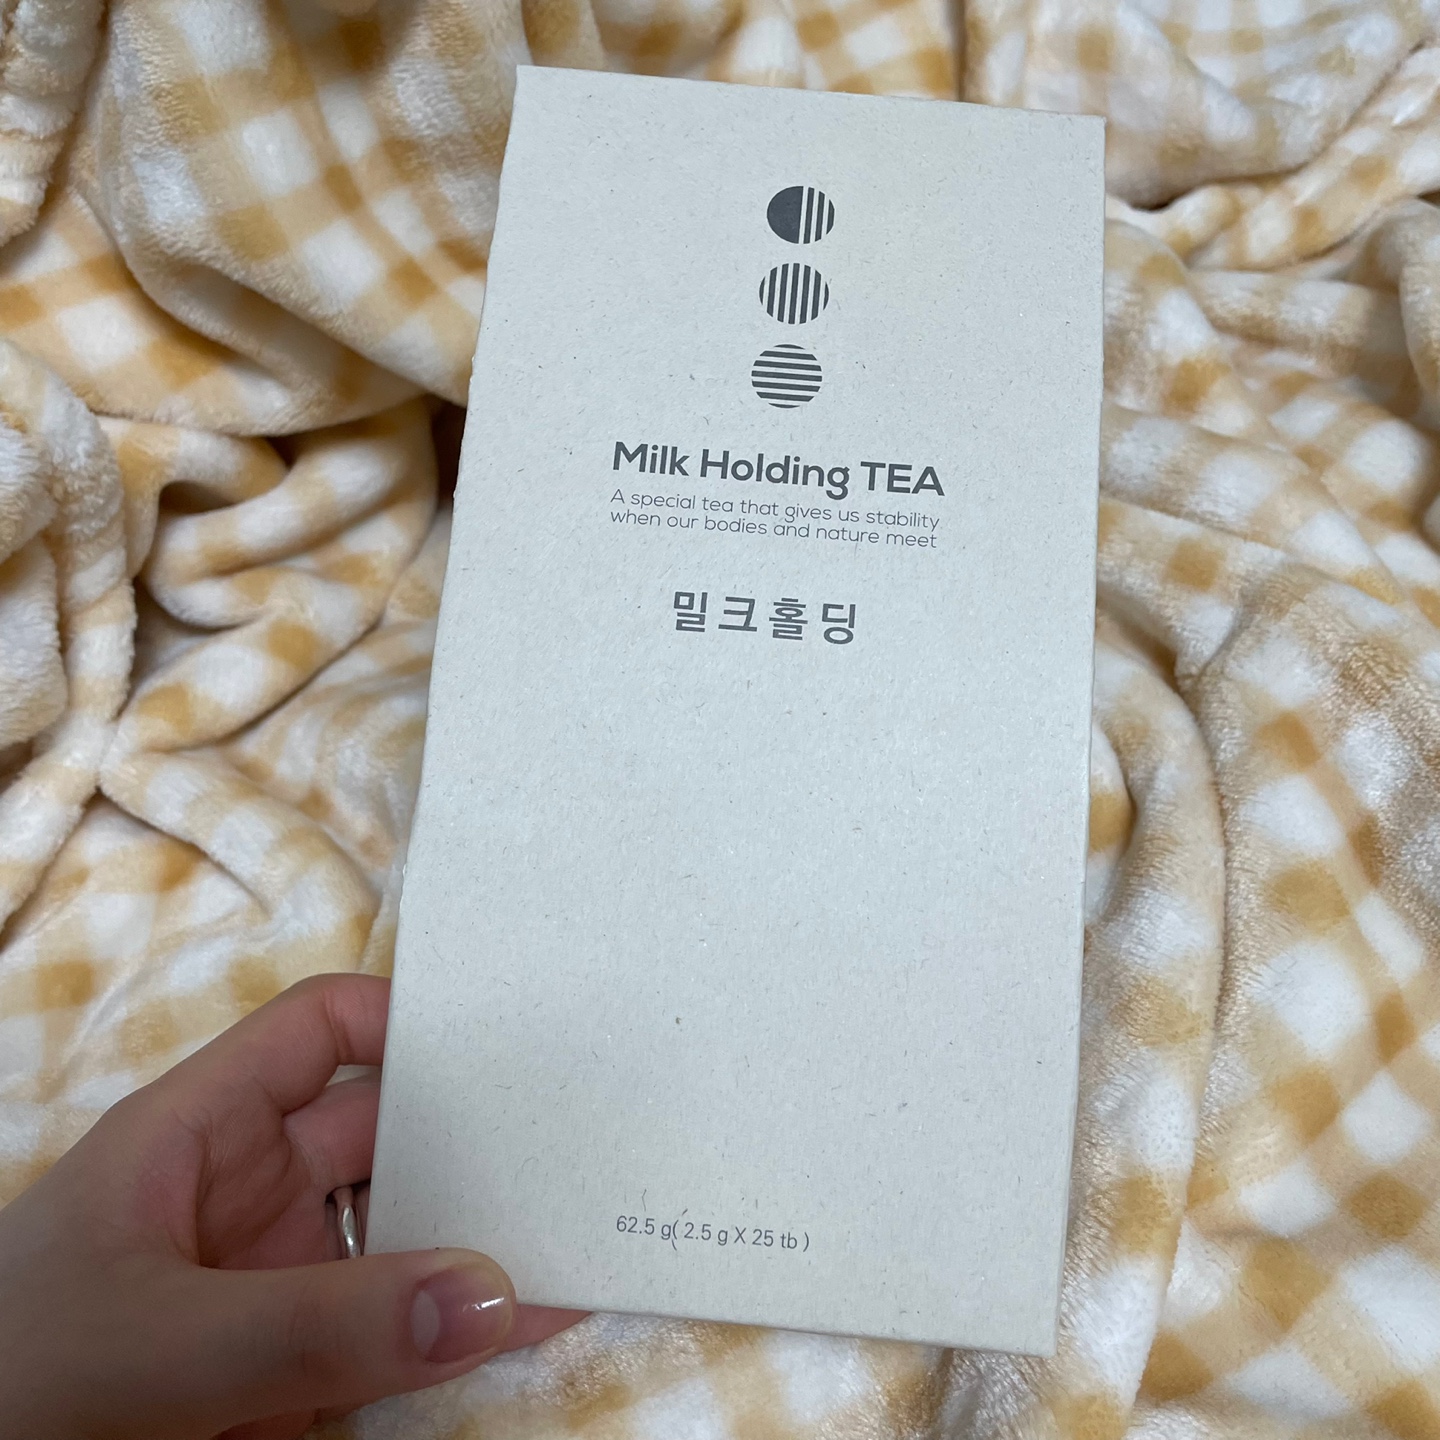 Milk Holding TEA
A special tea that gives us stability
when our bodies and nature meet
밀크홀딩
62.5 g( 2.5 g X 25 tb )